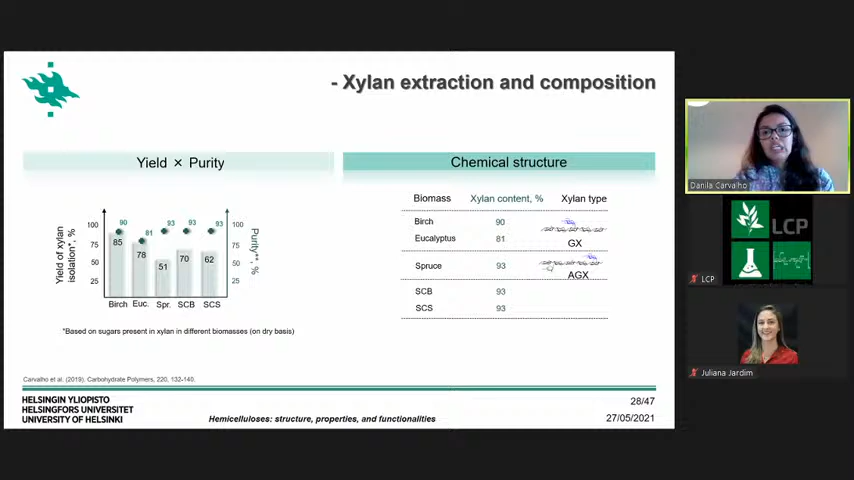 - Xylan extraction and composition
Yield × Purity
Yield of xylan isolation*, %
100
75
50
25
90
81
93
93
93
85
78
51
70
62
Birch Euc. Spr. SCB SCS
100
75
50
25
Purity**, %
*Based on sugars present in xylan in different biomasses (on dry basis)
Chemical structure
Biomass Xylan content, % Xylan type
Birch 90
Eucalyptus 81
GX
Spruce 93
AGX
SCB 93
SCS 93
Carvalho et al. (2019). Carbohydrate Polymers, 220, 132-140.
HELSINGIN YLIOPISTO
HELSINGFORS UNIVERSITET
UNIVERSITY OF HELSINKI
Hemicelluloses: structure, properties, and functionalities
28/47
27/05/2021
Danila Carvalho
LCP
LCP
Juliana Jardim